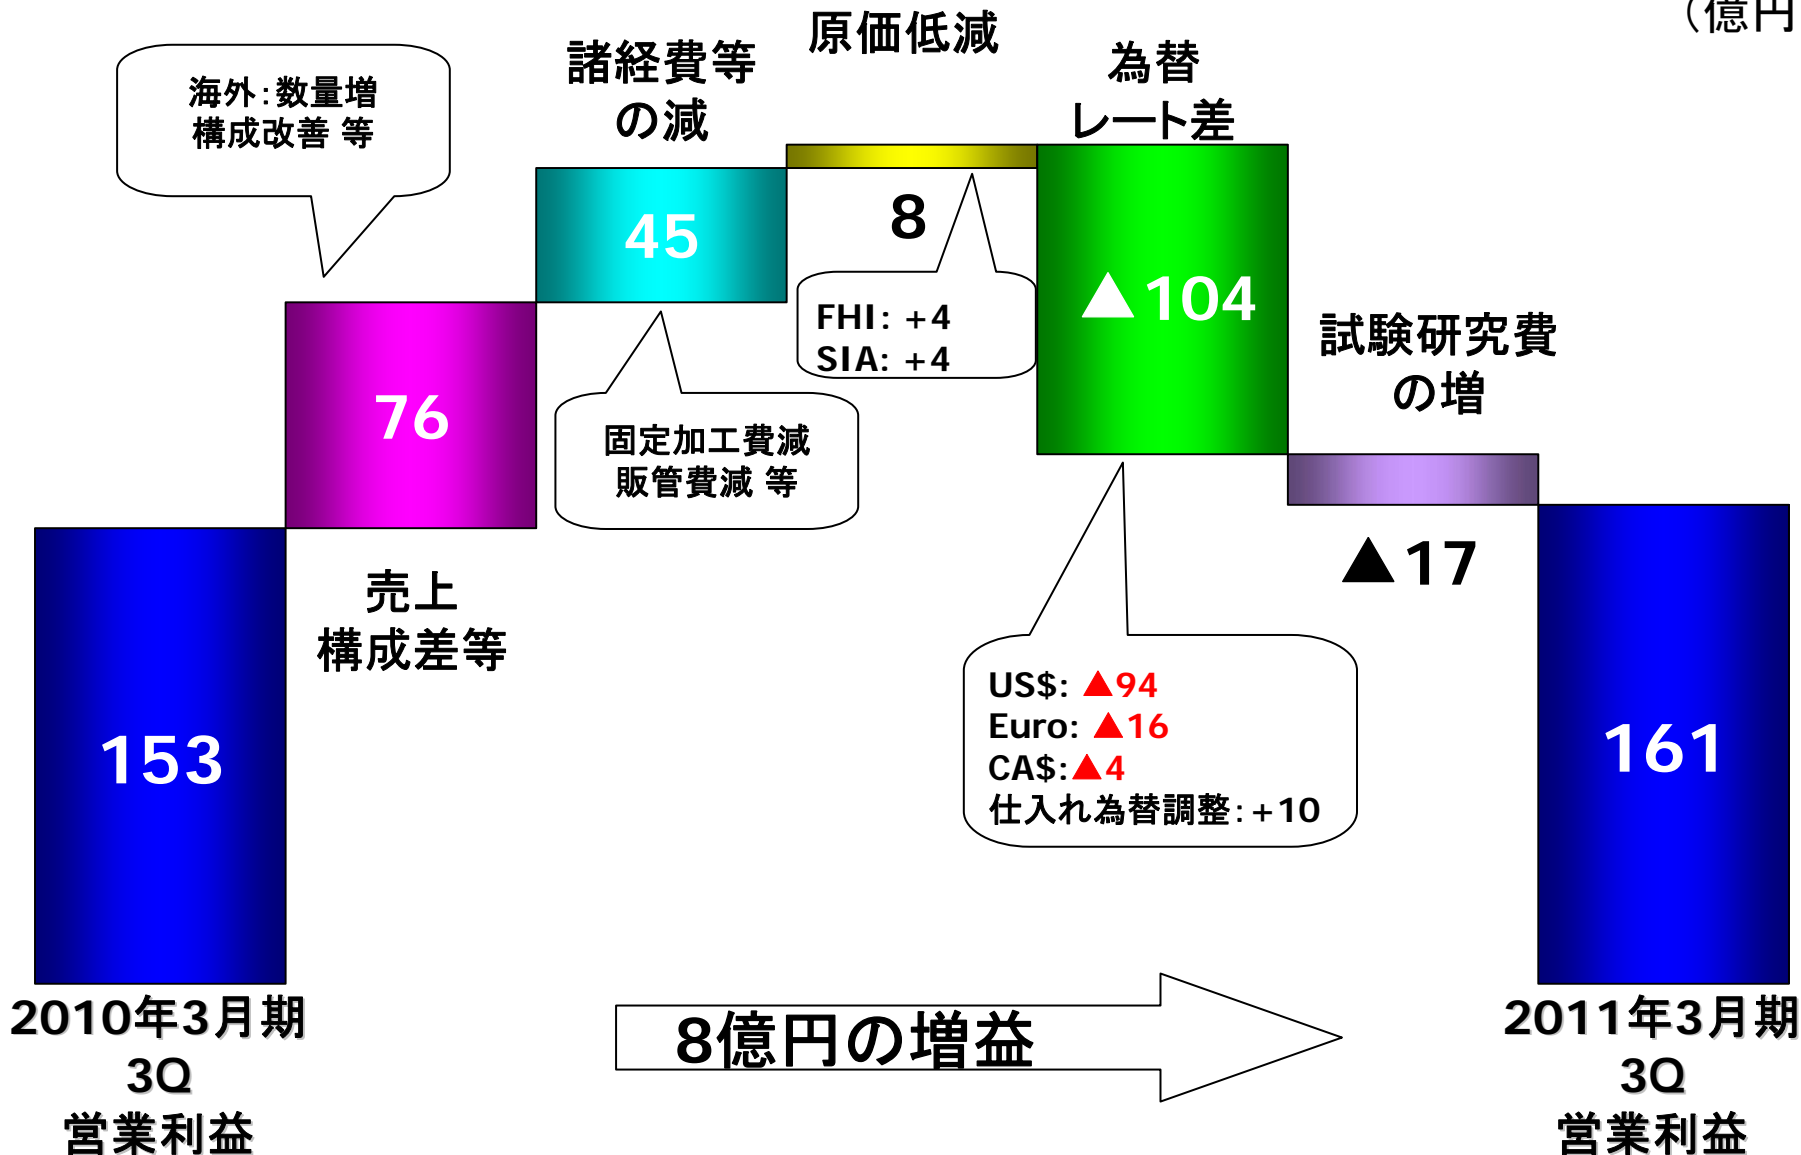 （億円
海外：数量増
構成改善 等
諸経費等
の減
原価低減
為替
レート差
45
8
FHI: +4
SIA: +4
▲104
試験研究費
の増
76
固定加工費減
販管費減 等
▲17
売上
構成差等
US$: ▲94
Euro: ▲16
CA$:▲4
仕入れ為替調整：+10
153
161
2010年3月期
3Q
営業利益
8億円の増益
2011年3月期
3Q
営業利益